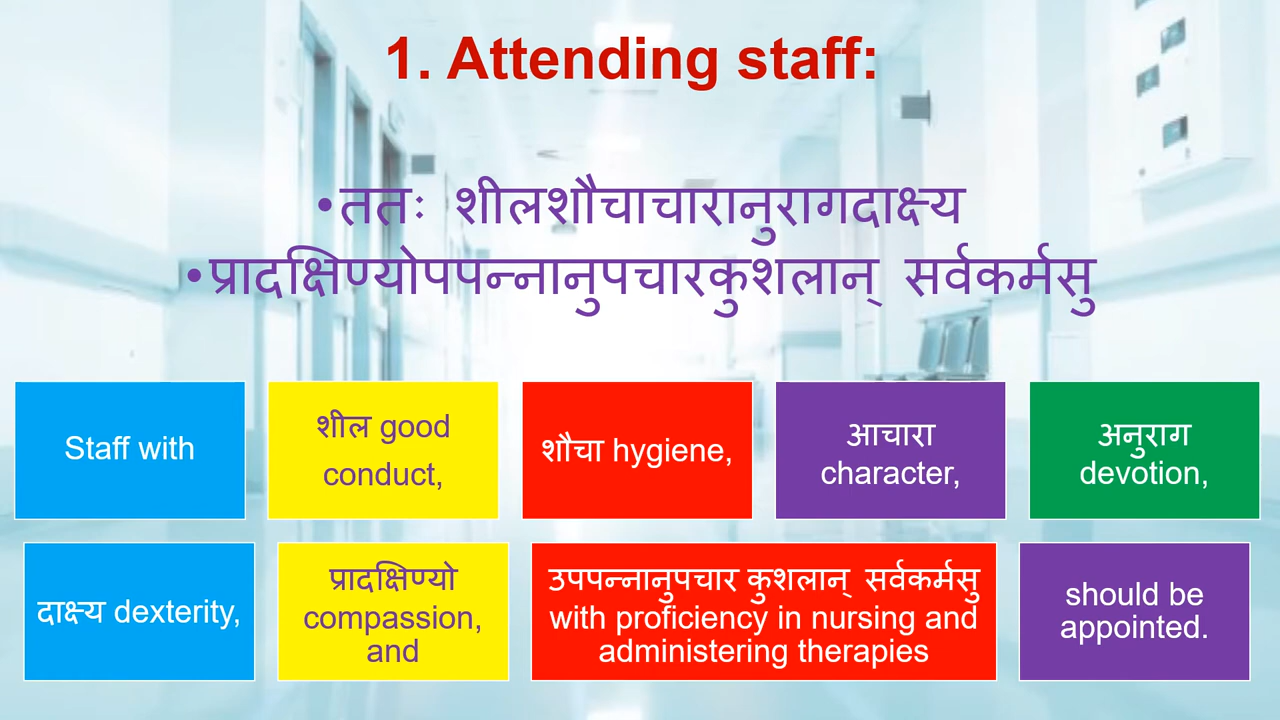 1. Attending staff:
•ततः शीलशौचाचारानुरागदाक्ष्य
•प्रादक्षिण्योपपन्नानुपचारकुशलान् सर्वकर्मसु
Staff with
शील good
conduct,
शौचा hygiene,
आचारा
character,
अनुराग
devotion,
दाक्ष्य dexterity,
प्रादक्षिण्यो
compassion,
and
उपपन्नानुपचार कुशलान् सर्वकर्मसु
with proficiency in nursing and
administering therapies
should be
appointed.